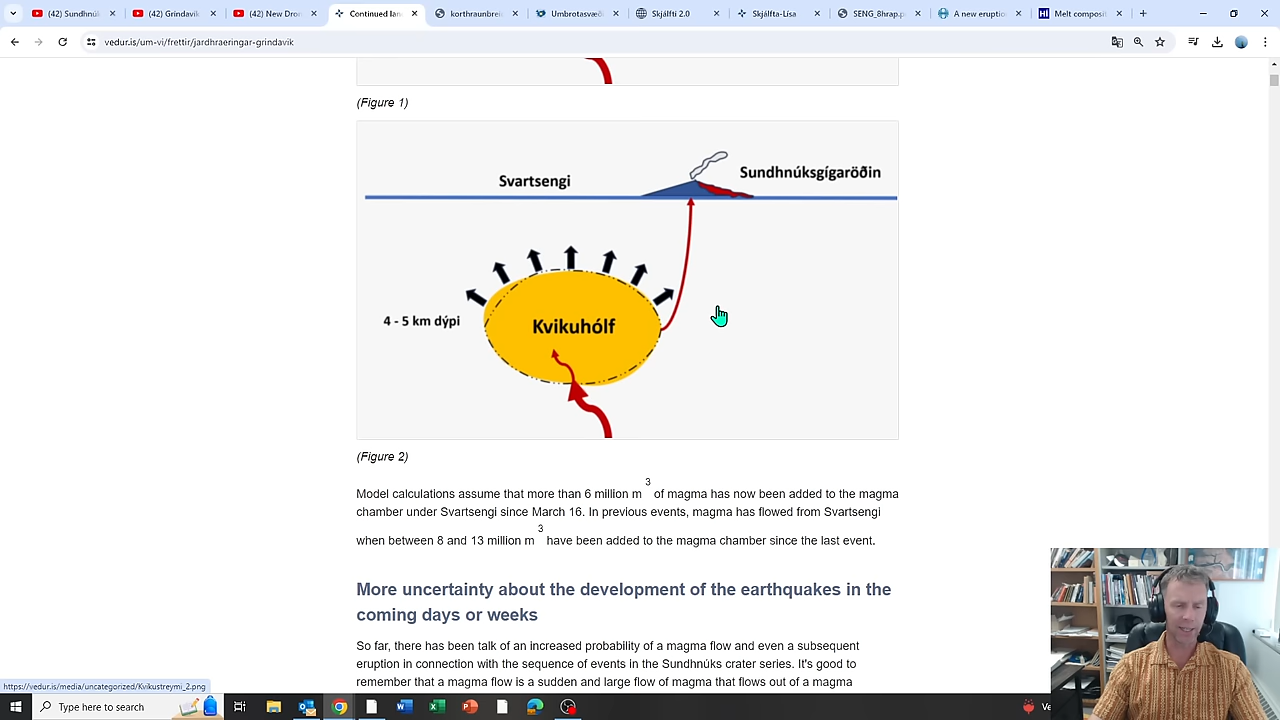 (42) Sundhnúk
(42) Grindavik
(42) New Dron
Continued lan
korthraunbrei
Umbrotasvæð
Skjálfti 2.0
Skjálfta-Lísa
SENG_8hrap.p
A new eruptio
Melt composit
vedur.is/um-vi/frettir/jardhraeringar-grindavik
(Figure 1)
Svartsengi
Sundhnúksgígaröðin
4 - 5 km dýpi
Kvikuhólf
(Figure 2)
Model calculations assume that more than 6 million m3 of magma has now been added to the magma
chamber under Svartsengi since March 16. In previous events, magma has flowed from Svartsengi
when between 8 and 13 million m3 have been added to the magma chamber since the last event.
More uncertainty about the development of the earthquakes in the
coming days or weeks
So far, there has been talk of an increased probability of a magma flow and even a subsequent
eruption in connection with the sequence of events in the Sundhnúks crater series. It's good to
remember that a magma flow is a sudden and large flow of magma that flows out of a magma
https://vedur.is/media/uncategorized/Kvikustreymi_2.png
Type here to search
Ve